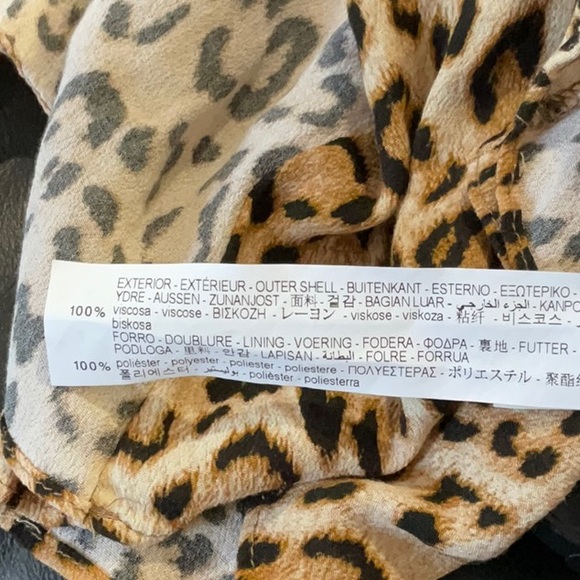 EXTERIOR - EXTÉRIEUR - OUTER SHELL - BUITENKANT - ESTERNO - ΕΞΩΤΕΡΙΚΟ -
YDRE - AUSSEN - ZUNANJOST - 面料 - 겉감 - BAGIAN LUAR - الجزء الخارجي - KANPO
100% viscosa - viscose - ΒΙΣΚΟΖΗ - レーヨン - viskose - viskoza - 粘纤 - 비스코스 -
biskosa
FORRO - DOUBLURE - LINING - VOERING - FODERA - ΦΟΔΡΑ - 裏地 - FUTTER -
PODLOGA - 里料 - 안감 - LAPISAN - البطانة - FOLRE - FORRUA
100% poliéster - polyester - poliester - poliestere - ΠΟΛΥΕΣΤΕΡΑΣ - ポリエステル - 聚酯
폴리에스터 - بوليستير - polièster - poliesterra